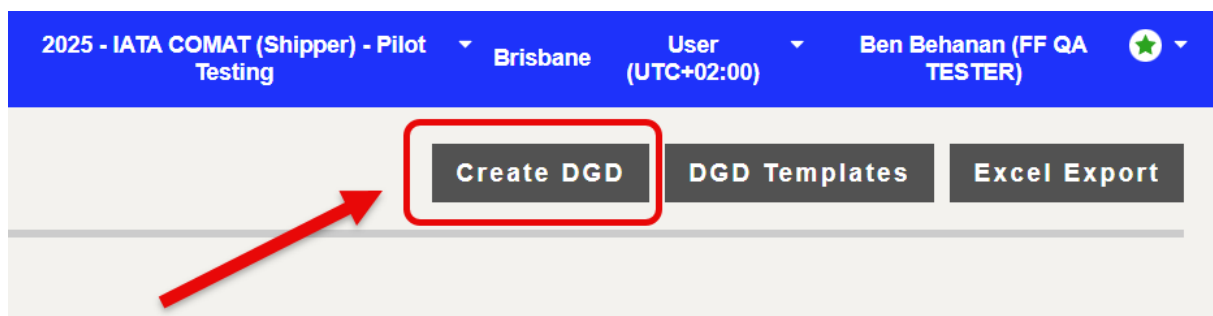 2025 - IATA COMAT (Shipper) - Pilot
Testing
Brisbane
User
(UTC+02:00)
Ben Behanan (FF QA
TESTER)
Create DGD
DGD Templates
Excel Export